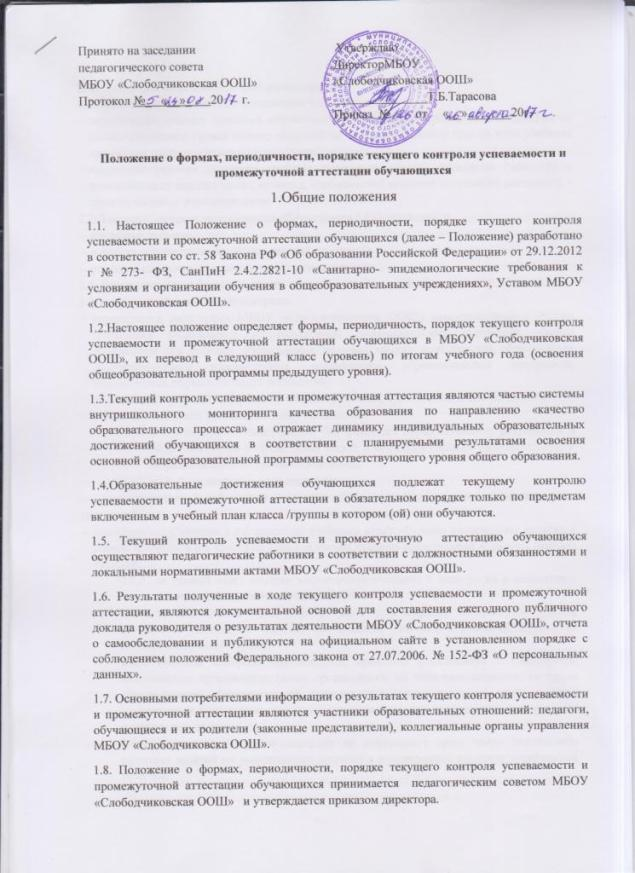 Принято на заседании
педагогического совета
МБОУ «Слободчиковская ООШ»
Протокол №5 «24» 08 .2017 г.
Утверждаю
ДиректорМБОУ
«Слободчиковская ООШ»
Т.Б.Тарасова
Приказ № 126 от «26» августа 2017 г.
Положение о формах, периодичности, порядке текущего контроля успеваемости и
промежуточной аттестации обучающихся
1.Общие положения
1.1. Настоящее Положение о формах, периодичности, порядке ткущего контроля
успеваемости и промежуточной аттестации обучающихся (далее – Положение) разработано
в соответствии со ст. 58 Закона РФ «Об образовании Российской Федерации» от 29.12.2012
г № 273- ФЗ, СанПиН 2.4.2.2821-10 «Санитарно- эпидемиологические требования к
условиям и организации обучения в общеобразовательных учреждениях», Уставом МБОУ
«Слободчиковская ООШ».
1.2.Настоящее положение определяет формы, периодичность, порядок текущего контроля
успеваемости и промежуточной аттестации обучающихся в МБОУ «Слободчиковская
ООШ», их перевод в следующий класс (уровень) по итогам учебного года (освоения
общеобразовательной программы предыдущего уровня).
1.3.Текущий контроль успеваемости и промежуточная аттестация являются частью системы
внутришкольного мониторинга качества образования по направлению «качество
образовательного процесса» и отражает динамику индивидуальных образовательных
достижений обучающихся в соответствии с планируемыми результатами освоения
основной общеобразовательной программы соответствующего уровня общего образования.
1.4.Образовательные достижения обучающихся подлежат текущему контролю
успеваемости и промежуточной аттестации в обязательном порядке только по предметам
включенным в учебный план класса /группы в котором (ой) они обучаются.
1.5. Текущий контроль успеваемости и промежуточную аттестацию обучающихся
осуществляют педагогические работники в соответствии с должностными обязанностями и
локальными нормативными актами МБОУ «Слободчиковская ООШ».
1.6. Результаты полученные в ходе текущего контроля успеваемости и промежуточной
аттестации, являются документальной основой для составления ежегодного публичного
доклада руководителя о результатах деятельности МБОУ «Слободчиковская ООШ», отчета
о самообследовании и публикуются на официальном сайте в установленном порядке с
соблюдением положений Федерального закона от 27.07.2006. № 152-ФЗ «О персональных
данных».
1.7. Основными потребителями информации о результатах текущего контроля успеваемости
и промежуточной аттестации являются участники образовательных отношений: педагоги,
обучающиеся и их родители (законные представители), коллегиальные органы управления
МБОУ «Слободчиковска ООШ».
1.8. Положение о формах, периодичности, порядке текущего контроля успеваемости и
промежуточной аттестации обучающихся принимается педагогическим советом МБОУ
«Слободчиковская ООШ» и утверждается приказом директора.